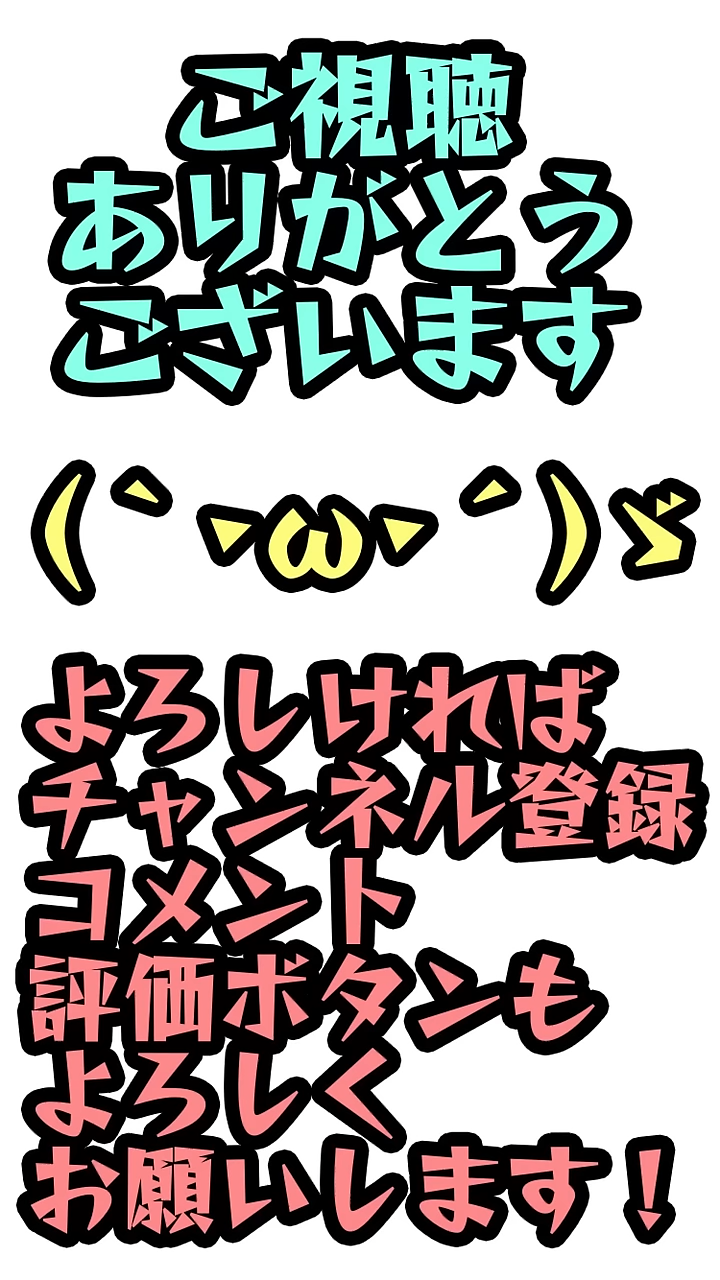 ご視聴
ありがとう
ございます
(｀・ω・´)ゞ
よろしければ
チャンネル登録
コメント
評価ボタンも
よろしく
お願いします！